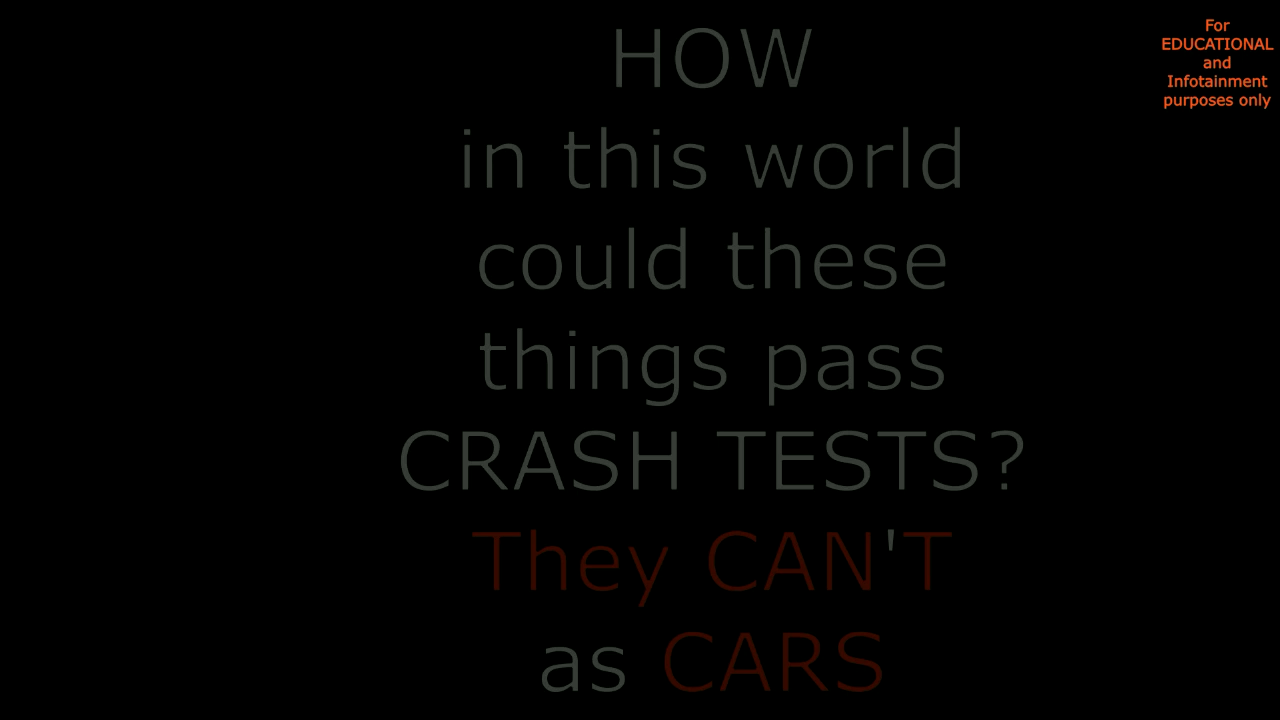 HOW
in this world
could these
things pass
CRASH TESTS?
They CAN'T
as CARS
For
EDUCATIONAL
and
Infotainment
purposes only